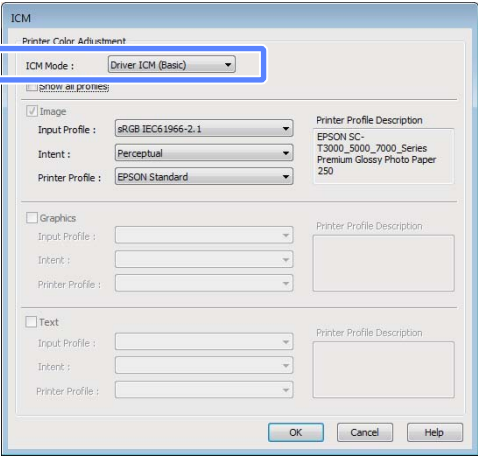 ICM
Printer Color Adjustment
ICM Mode :
Driver ICM (Basic)
Show all profiles
Image
Input Profile :
sRGB IEC61966-2.1
Intent :
Perceptual
Printer Profile :
EPSON Standard
Printer Profile Description
EPSON SC-
T3000_5000_7000_Series
Premium Glossy Photo Paper
250
Graphics
Input Profile :
Intent :
Printer Profile :
Printer Profile Description
Text
Input Profile :
Intent :
Printer Profile :
Printer Profile Description
OK
Cancel
Help